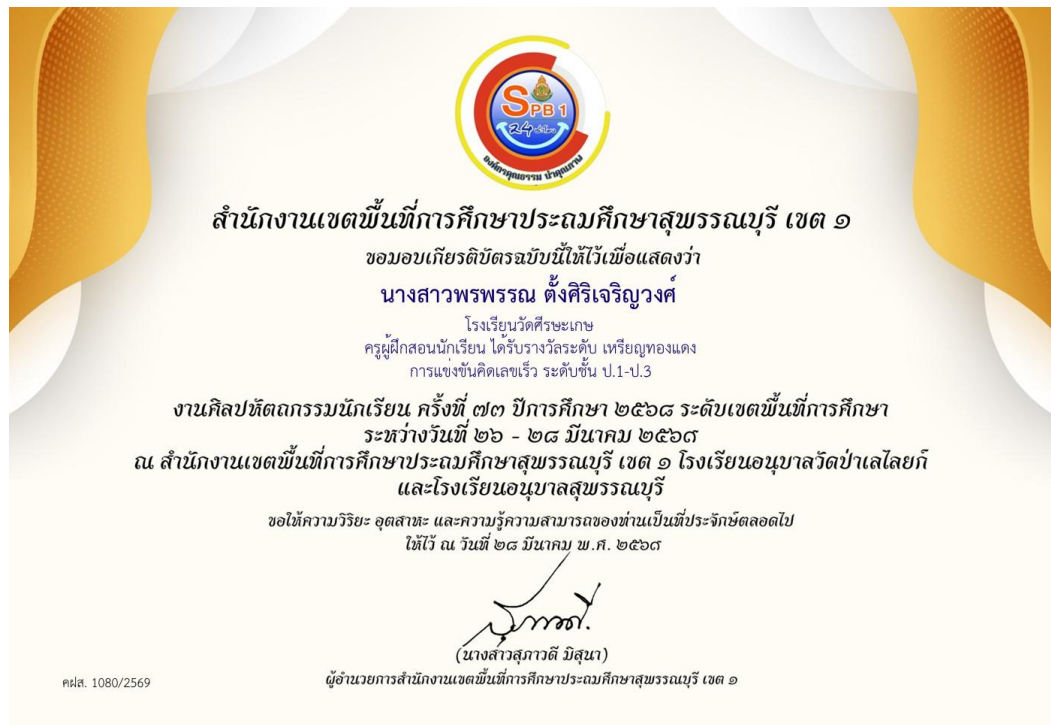 SPB 1
24 ชั่วโมง
องค์กรคุณธรรม นำคุณภาพ
สำนักงานเขตพื้นที่การศึกษาประถมศึกษาสุพรรณบุรี เขต ๑
ขอมอบเกียรติบัตรฉบับนี้ให้ไว้เพื่อแสดงว่า
นางสาวพรพรรณ ตั้งศิริเจริญวงศ์
โรงเรียนวัดศีรษะเกษ
ครูผู้ฝึกสอนนักเรียน ได้รับรางวัลระดับ เหรียญทองแดง
การแข่งขันคิดเลขเร็ว ระดับชั้น ป.1-ป.3
งานศิลปหัตถกรรมนักเรียน ครั้งที่ ๗๓ ปีการศึกษา ๒๕๖๘ ระดับเขตพื้นที่การศึกษา
ระหว่างวันที่ ๒๖ - ๒๘ มีนาคม ๒๕๖๙
ณ สำนักงานเขตพื้นที่การศึกษาประถมศึกษาสุพรรณบุรี เขต ๑ โรงเรียนอนุบาลวัดป่าเลไลยก์
และโรงเรียนอนุบาลสุพรรณบุรี
ขอให้ความวิริยะ อุตสาหะ และความรู้ความสามารถของท่านเป็นที่ประจักษ์ตลอดไป
ให้ไว้ ณ วันที่ ๒๘ มีนาคม พ.ศ. ๒๕๖๙
(นางสาวสุภาวดี มิสุนา)
ผู้อำนวยการสำนักงานเขตพื้นที่การศึกษาประถมศึกษาสุพรรณบุรี เขต ๑
คฝส. 1080/2569